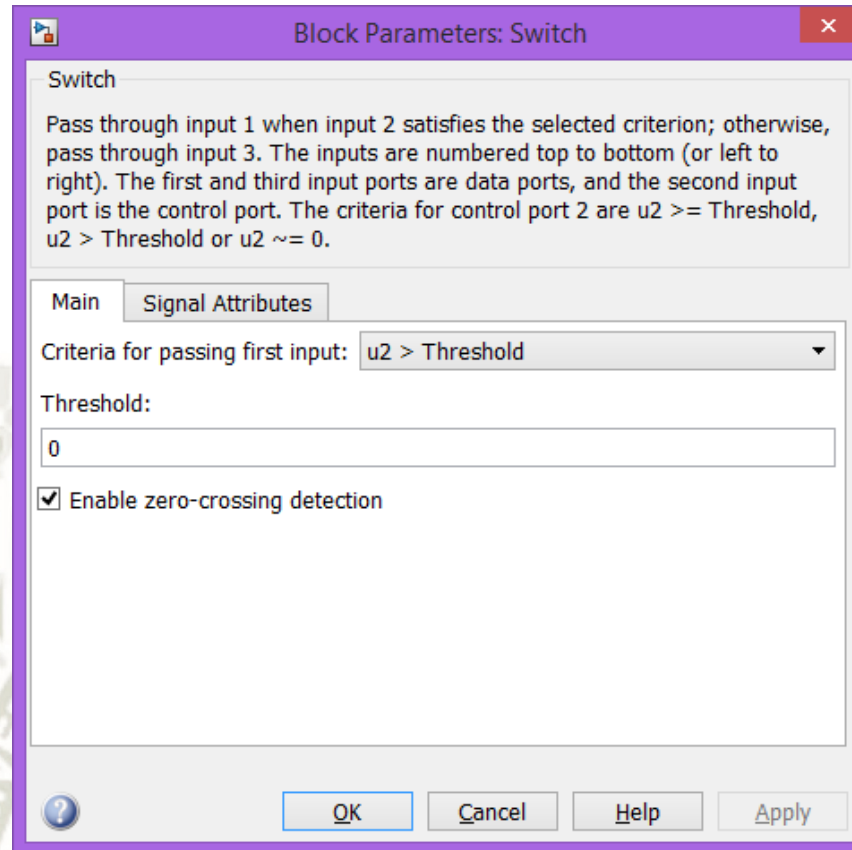 Block Parameters: Switch
Switch
Pass through input 1 when input 2 satisfies the selected criterion; otherwise,
pass through input 3. The inputs are numbered top to bottom (or left to
right). The first and third input ports are data ports, and the second input
port is the control port. The criteria for control port 2 are u2 >= Threshold,
u2 > Threshold or u2 ~= 0.
Main Signal Attributes
Criteria for passing first input: u2 > Threshold
Threshold:
0
Enable zero-crossing detection
OK Cancel Help Apply